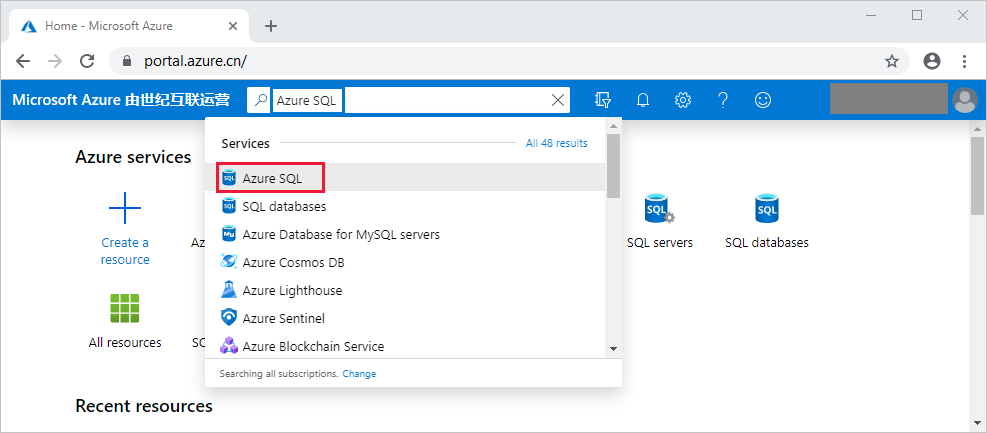 Home - Microsoft Azure
portal.azure.cn/
Microsoft Azure 由世纪互联运营
Azure SQL
Services
All 48 results
Azure services
Azure SQL
SQL databases
Azure Database for MySQL servers
Azure Cosmos DB
Azure Lighthouse
Azure Sentinel
Azure Blockchain Service
Searching all subscriptions. Change
Create a
resource
Az
SQL servers
SQL databases
All resources
SQ
Recent resources